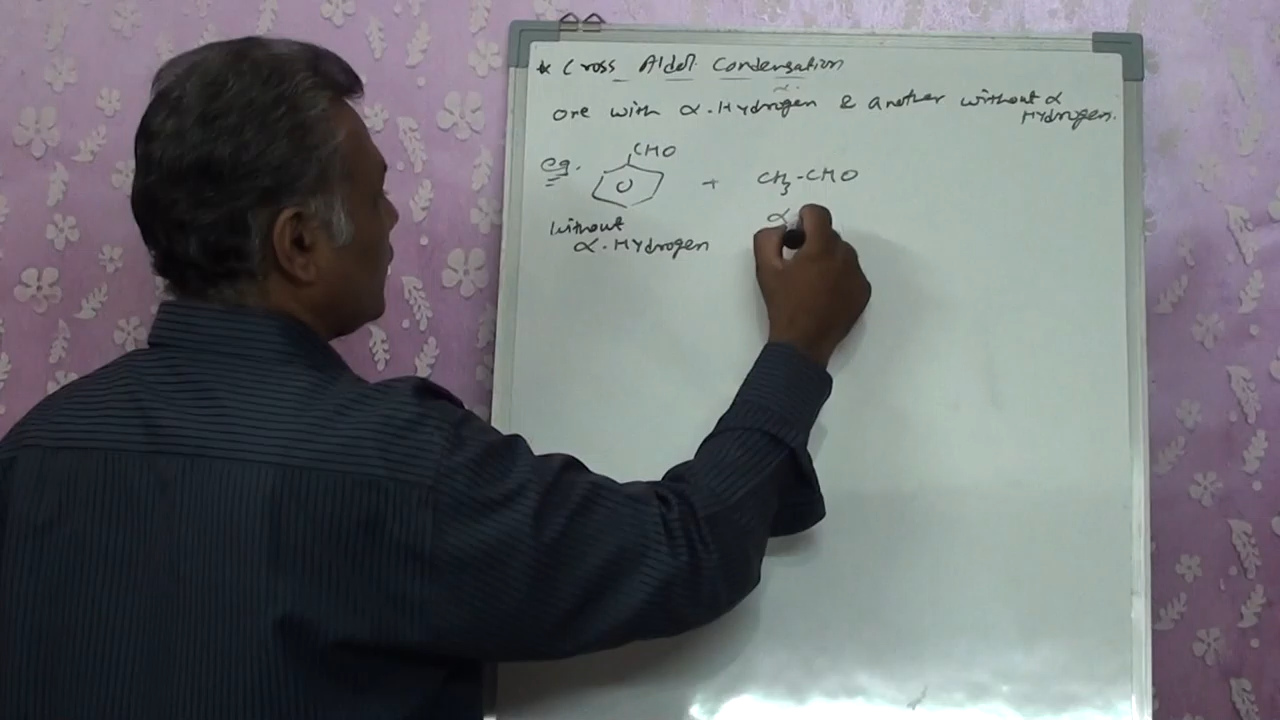 * Cross Aldol Condensation
one with α.Hydrogen & another without α
Hydrogen.
eg.
CHO
+ CH3-CHO
without
α.Hydrogen
α